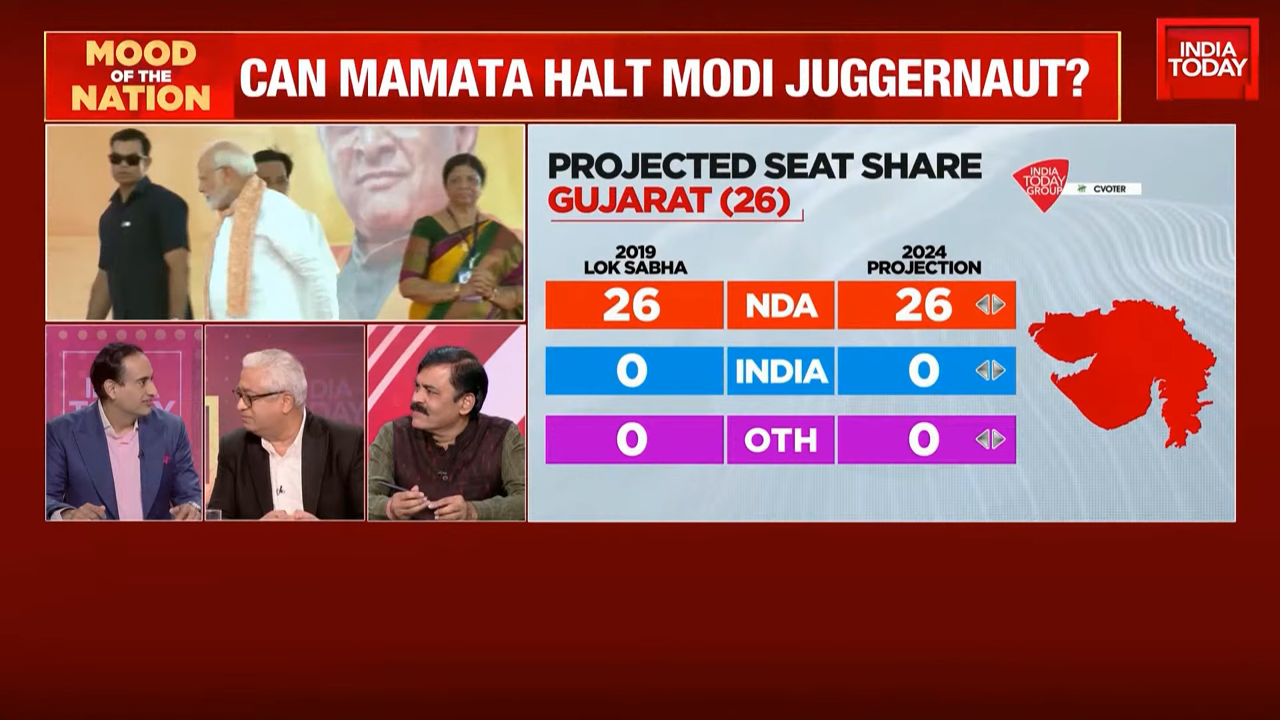 MOOD
OF THE
NATION
CAN MAMATA HALT MODI JUGGERNAUT?
INDIA
TODAY
PROJECTED SEAT SHARE
GUJARAT (26)
INDIA
TODAY
GROUP
CVOTER
2019
LOK SABHA
2024
PROJECTION
26 NDA 26
0 INDIA 0
0 OTH 0